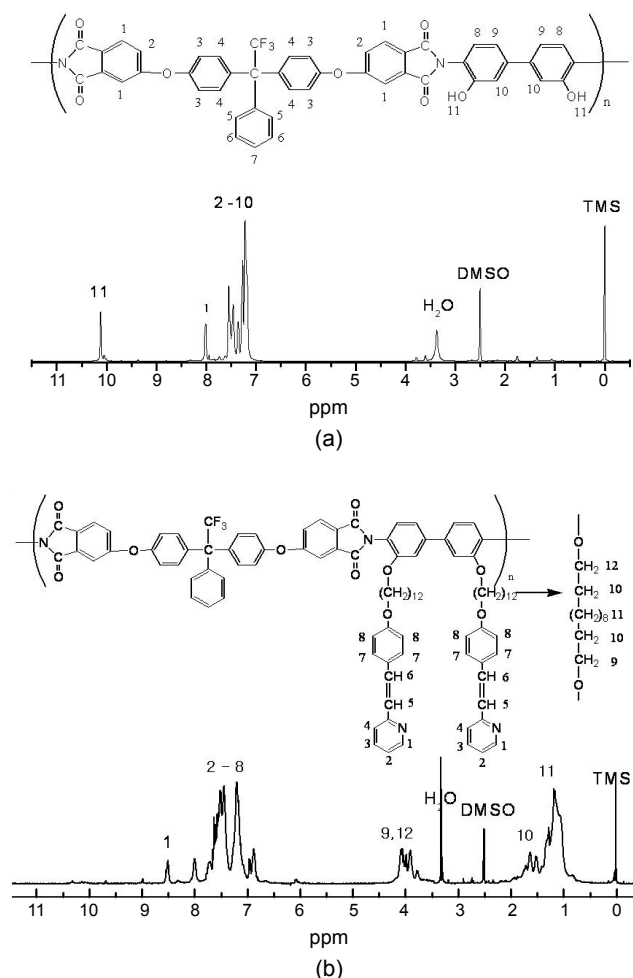 O O
1 1
2 3 4 CF₃ 4 3 2 8 9 9 8
N O O N
1 3 4 4 3 1 HO 10 10 OH
O 5 5 O 11 11 n
6 6
7
2 -10
TMS
DMSO
11
H₂O
1
11 10 9 8 7 6 5 4 3 2 1 0
ppm
(a)
O O
CF₃
N O O N
O O O O n
(CH₂)₁₂ (CH₂)₁₂
O O
8 8 8 8
7 7 7 7
CH 6 CH 6
CH 5 CH 5
4 N 4 N
3 1 3 1
2 2
O
CH₂ 12
CH₂ 10
(CH₂)₈ 11
CH₂ 10
CH₂ 9
O
2 - 8
11
H₂O
TMS
DMSO
9,12
10
1
11 10 9 8 7 6 5 4 3 2 1 0
ppm
(b)